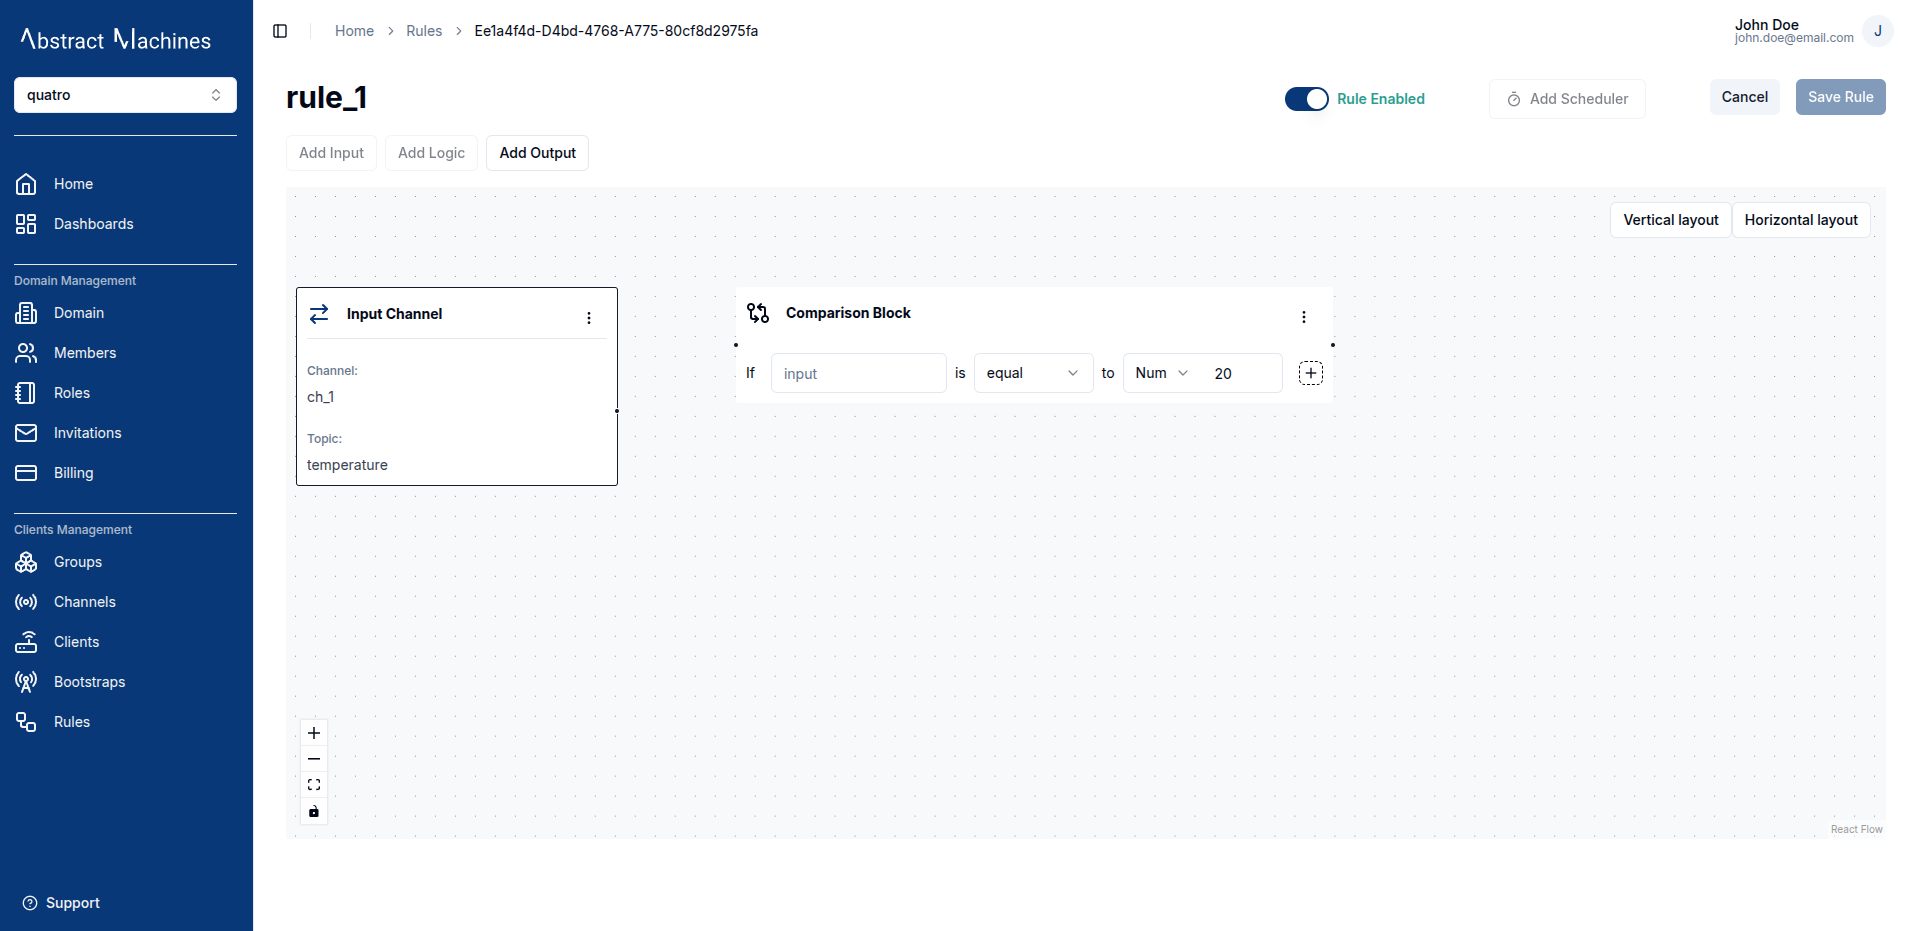 Abstract Machines
quatro
Home
Dashboards
Domain Management
Domain
Members
Roles
Invitations
Billing
Clients Management
Groups
Channels
Clients
Bootstraps
Rules
Support
Home > Rules > Ee1a4f4d-D4bd-4768-A775-80cf8d2975fa
John Doe
john.doe@email.com
J
rule_1
Rule Enabled
Add Scheduler
Cancel
Save Rule
Add Input
Add Logic
Add Output
Vertical layout
Horizontal layout
Input Channel
Channel:
ch_1
Topic:
temperature
Comparison Block
If input is equal to Num 20
React Flow